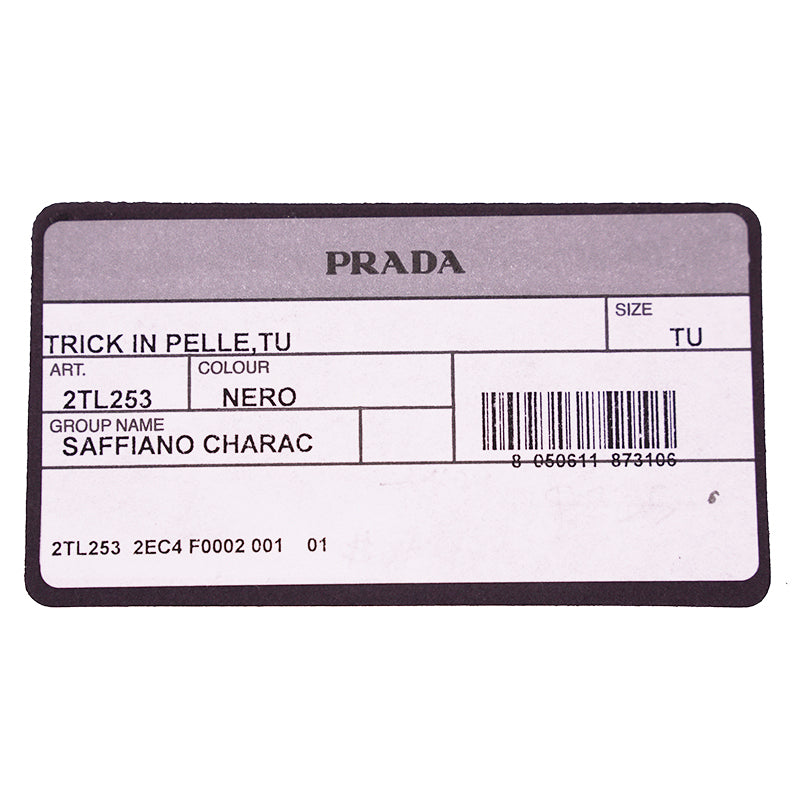 PRADA
SIZE
TRICK IN PELLE,TU
TU
ART.
COLOUR
2TL253
NERO
GROUP NAME
SAFFIANO CHARAC
8 050611 873106
6
2TL253 2EC4 F0002 001 01